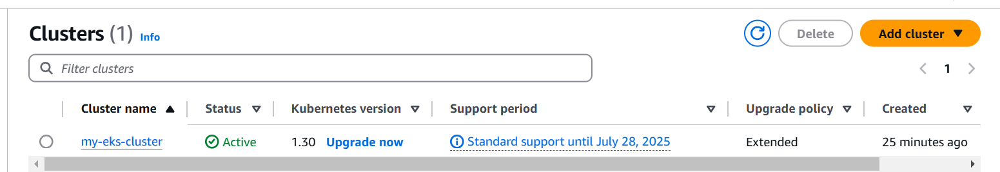 Clusters (1) Info
Delete
Add cluster
Filter clusters
1
Cluster name Status Kubernetes version Support period Upgrade policy Created
my-eks-cluster Active 1.30 Upgrade now Standard support until July 28, 2025 Extended 25 minutes ago